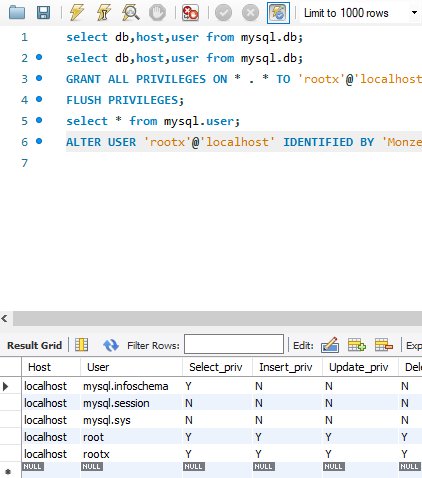 Limit to 1000 rows
1 select db,host,user from mysql.db;
2 select db,host,user from mysql.db;
3 GRANT ALL PRIVILEGES ON * . * TO 'rootx'@'localhost
4 FLUSH PRIVILEGES;
5 select * from mysql.user;
6 ALTER USER 'rootx'@'localhost' IDENTIFIED BY 'Monze
7
Result Grid Filter Rows: Edit: Exp
Host User Select_priv Insert_priv Update_priv Del
localhost mysql.infoschema Y N N N
localhost mysql.session N N N N
localhost mysql.sys N N N N
localhost root Y Y Y Y
localhost rootx Y Y Y Y
NULL NULL NULL NULL NULL NULL